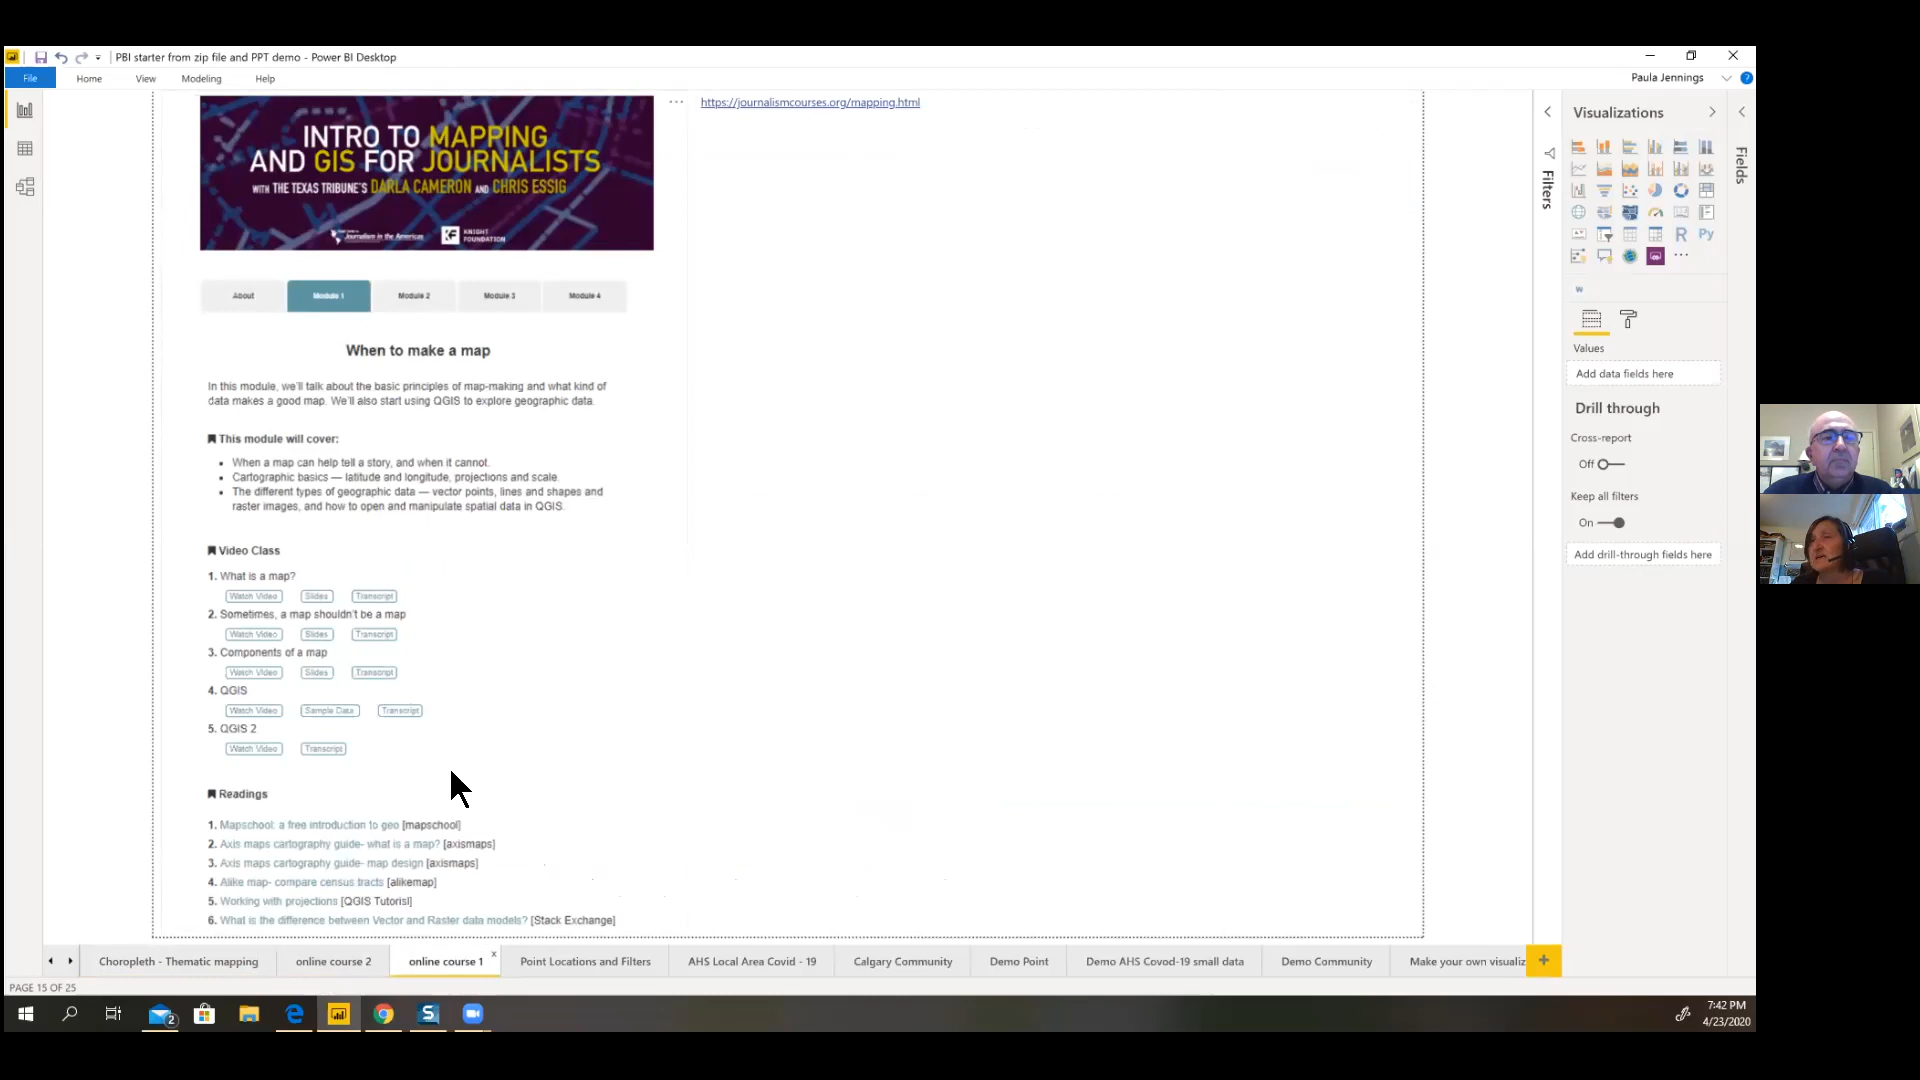 PBI starter from zip file and PPT demo - Power BI Desktop
File Home View Modeling Help
Paula Jennings
?
https://journalismcourses.org/mapping.html
INTRO TO MAPPING
AND GIS FOR JOURNALISTS
WITH THE TEXAS TRIBUNE'S DARLA CAMERON AND CHRIS ESSIG
Journalism in the Americas
KF KNIGHT
FOUNDATION
About Module 1 Module 2 Module 3 Module 4
When to make a map
In this module, we'll talk about the basic principles of map-making and what kind of
data makes a good map. We'll also start using QGIS to explore geographic data.
This module will cover:
• When a map can help tell a story, and when it cannot.
• Cartographic basics — latitude and longitude, projections and scale
• The different types of geographic data — vector points, lines and shapes and
raster images, and how to open and manipulate spatial data in QGIS.
Video Class
1. What is a map?
Watch Video Slides Transcript
2. Sometimes, a map shouldn't be a map
Watch Video Slides Transcript
3. Components of a map
Watch Video Slides Transcript
4. QGIS
Watch Video Sample Data Transcript
5. QGIS 2
Watch Video Transcript
Readings
1. Mapschool: a free introduction to geo [mapschool]
2. Axis maps cartography guide- what is a map? [axismaps]
3. Axis maps cartography guide- map design [axismaps]
4. Alike map- compare census tracts [alikemap]
5. Working with projections [QGIS Tutorisl]
6. What is the difference between Vector and Raster data models? [Stack Exchange]
Filters
Visualizations
R Py
w
Values
Add data fields here
Drill through
Cross-report
Off
Keep all filters
On
Add drill-through fields here
Fields
Choropleth - Thematic mapping online course 2 online course 1 x Point Locations and Filters AHS Local Area Covid - 19 Calgary Community Demo Point Demo AHS Covod-19 small data Demo Community Make your own visualiz +
PAGE 15 OF 25
2
7:42 PM
4/23/2020